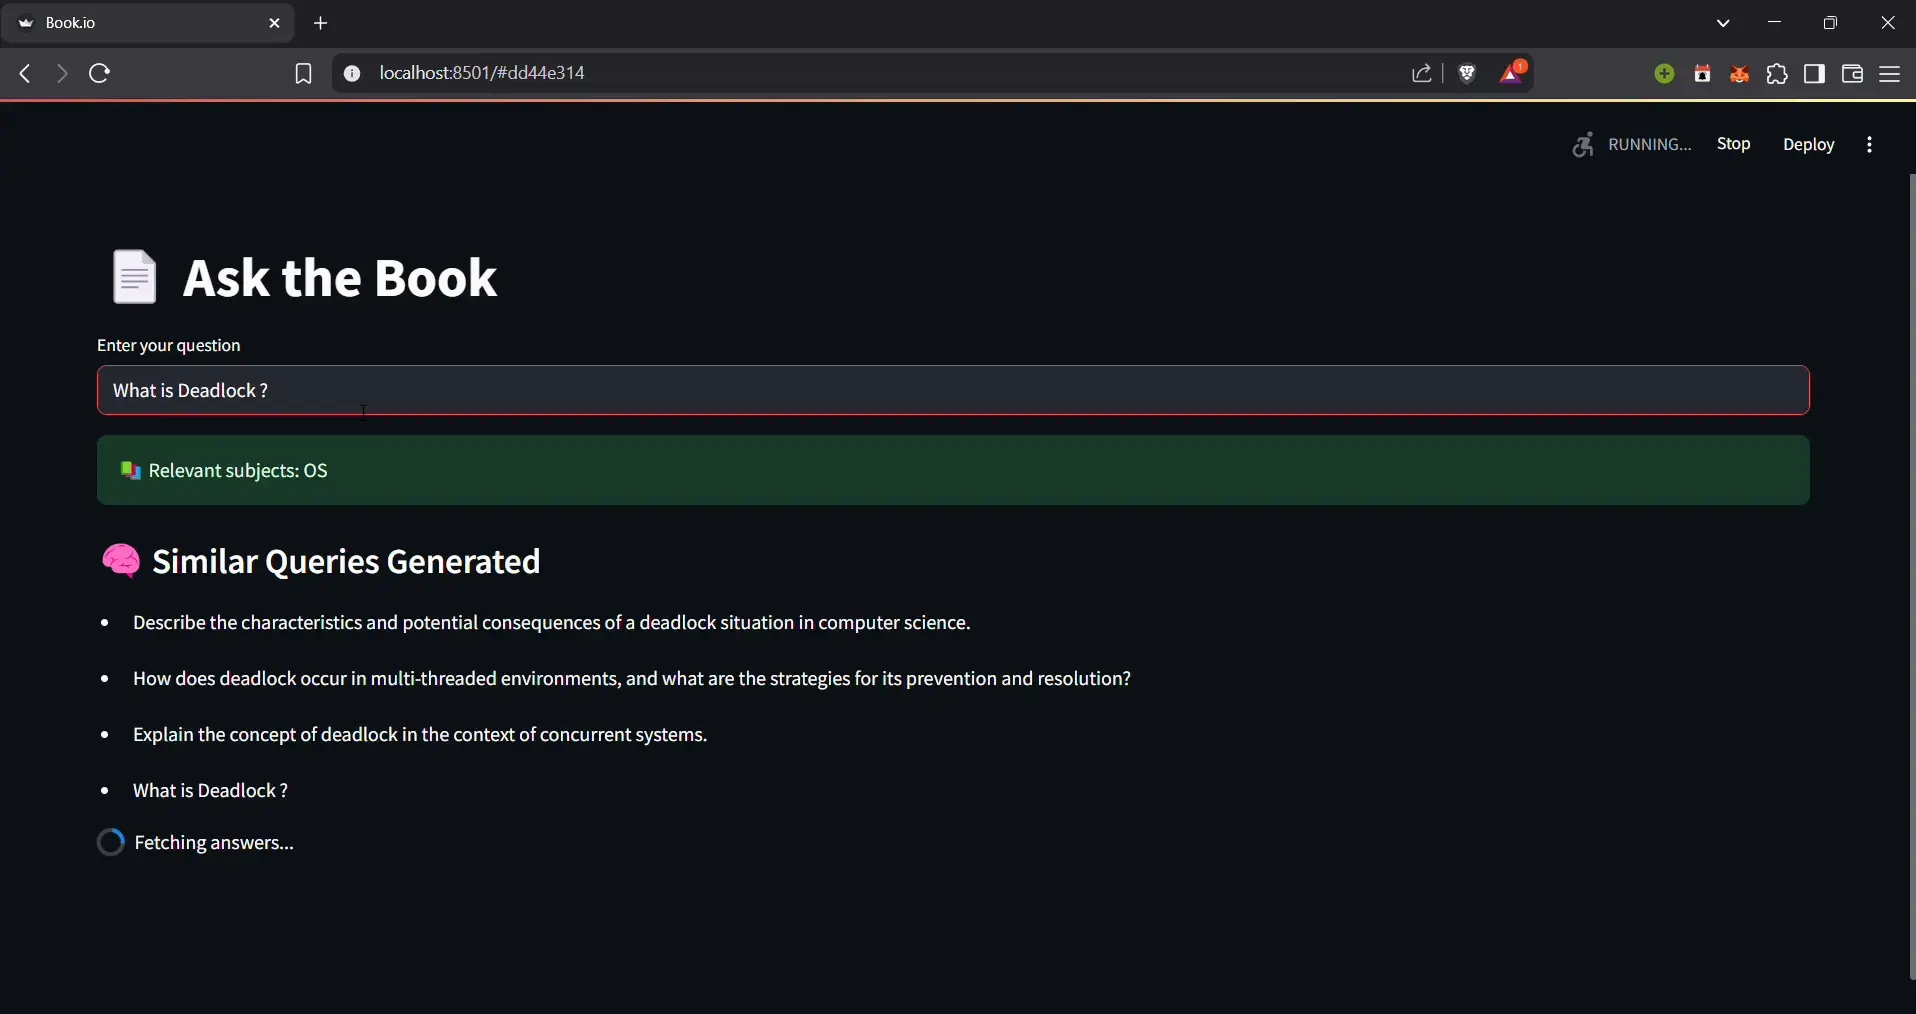 Book.io
localhost:8501/#dd44e314
1
RUNNING... Stop Deploy
Ask the Book
Enter your question
What is Deadlock ?
Relevant subjects: OS
Similar Queries Generated
• Describe the characteristics and potential consequences of a deadlock situation in computer science.
• How does deadlock occur in multi-threaded environments, and what are the strategies for its prevention and resolution?
• Explain the concept of deadlock in the context of concurrent systems.
• What is Deadlock ?
Fetching answers...